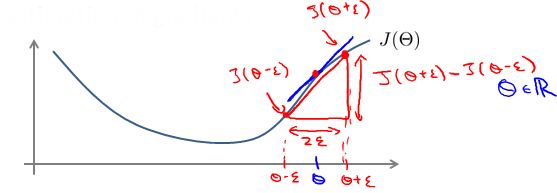 J(θ+ε)
J(Θ)
J(θ-ε)
J(θ+ε) - J(θ-ε)
θ ∈ ℝ
2ε
θ-ε θ θ+ε